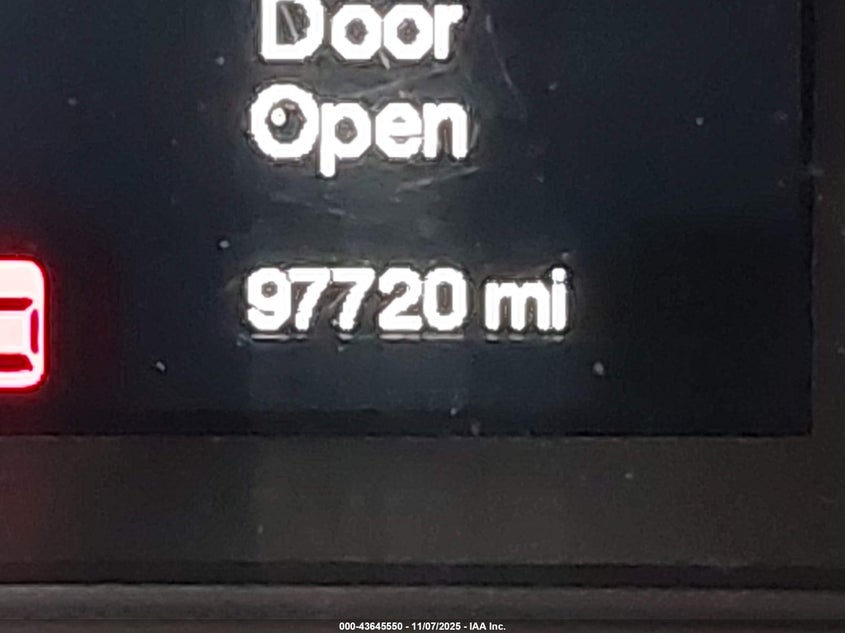 Door
Open
97720 mi
000-43645550 - 11/07/2025 - IAA Inc.